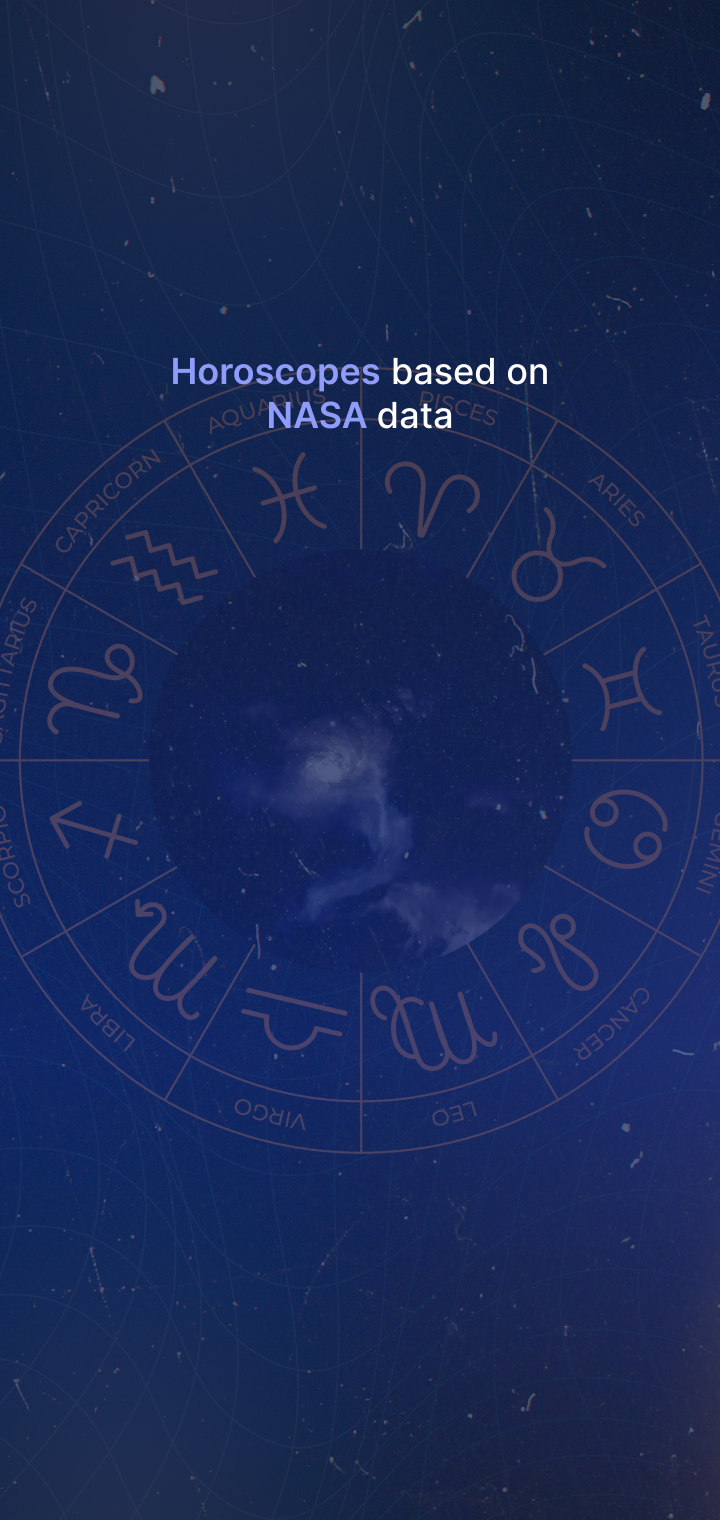 Horoscopes based on
NASA data
AQUARIUS
PISCES
CAPRICORN
ARIES
SAGITTARIUS
TAURUS
SCORPIO
GEMINI
LIBRA
CANCER
VIRGO
LEO